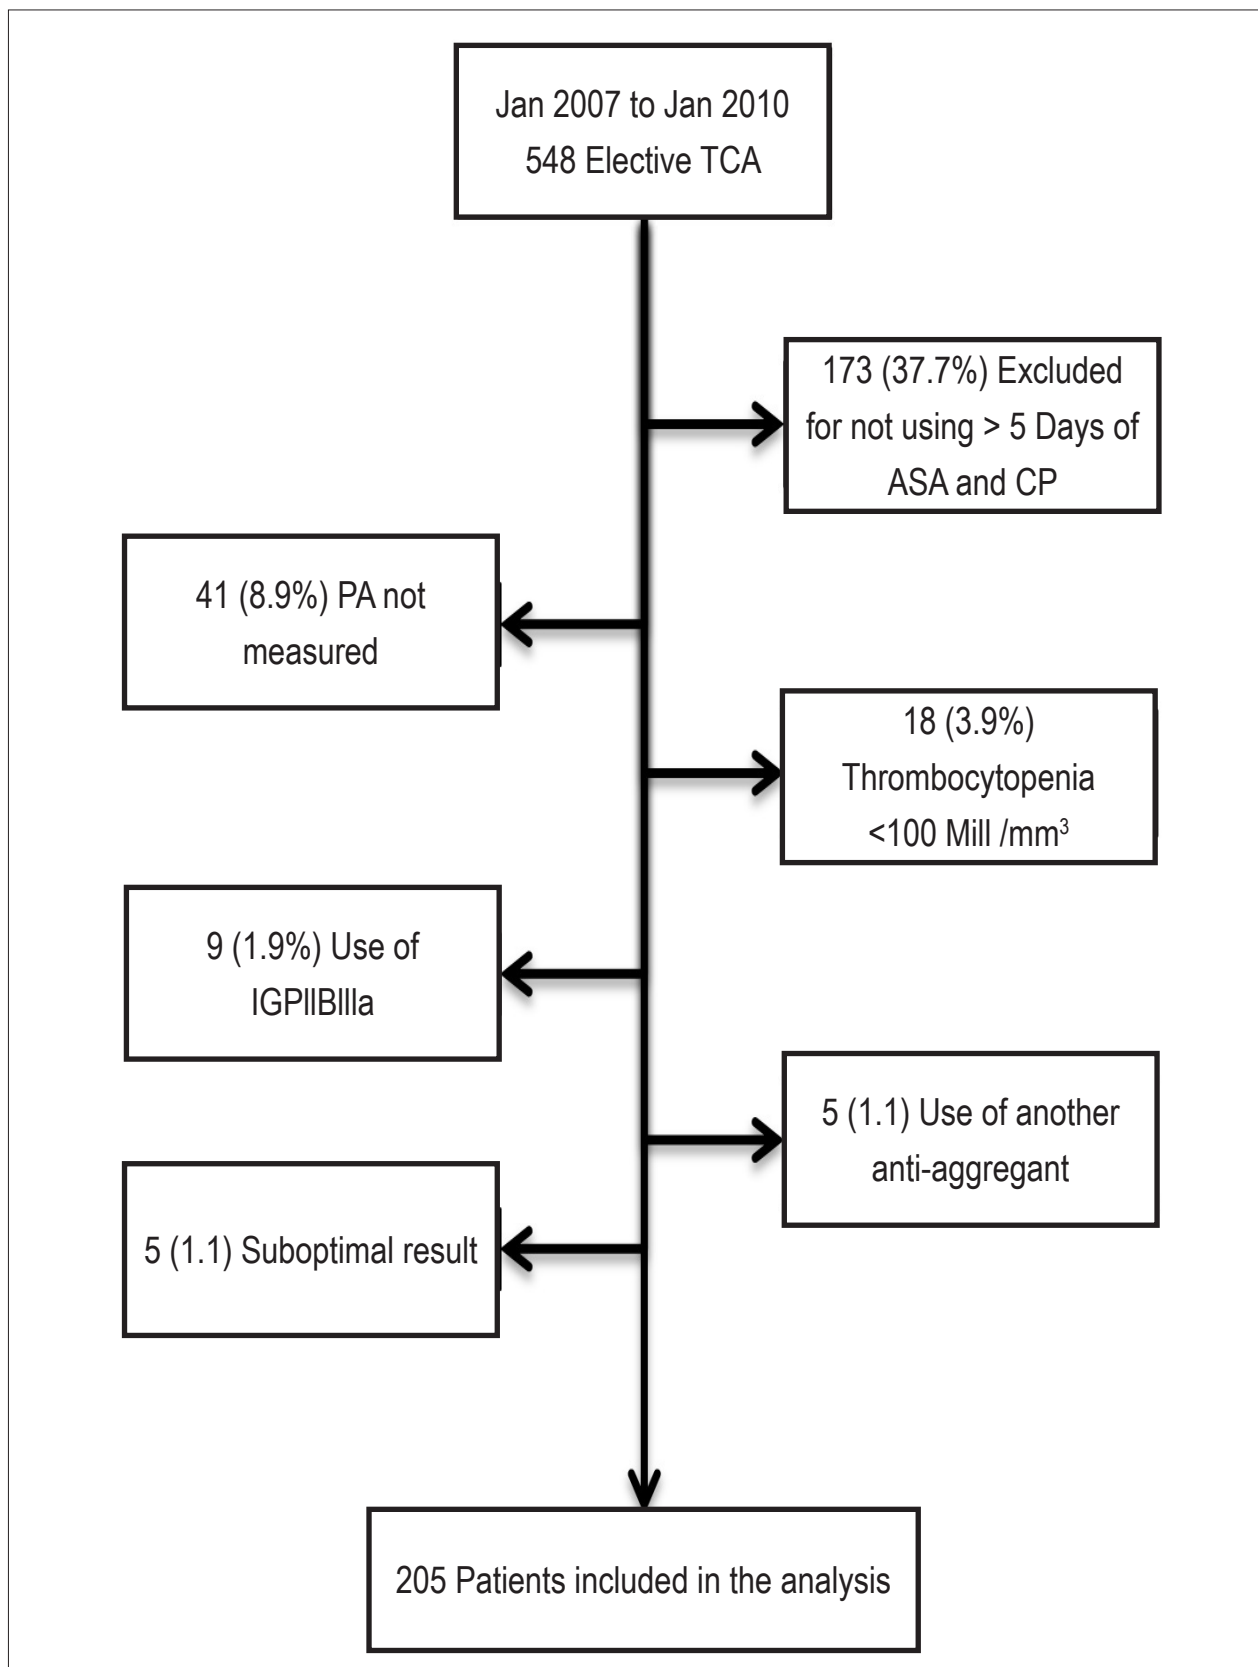 Jan 2007 to Jan 2010
548 Elective TCA
173 (37.7%) Excluded
for not using > 5 Days of
ASA and CP
41 (8.9%) PA not
measured
18 (3.9%)
Thrombocytopenia
<100 Mill /mm³
9 (1.9%) Use of
IGPIIBIIIa
5 (1.1) Use of another
anti-aggregant
5 (1.1) Suboptimal result
205 Patients included in the analysis